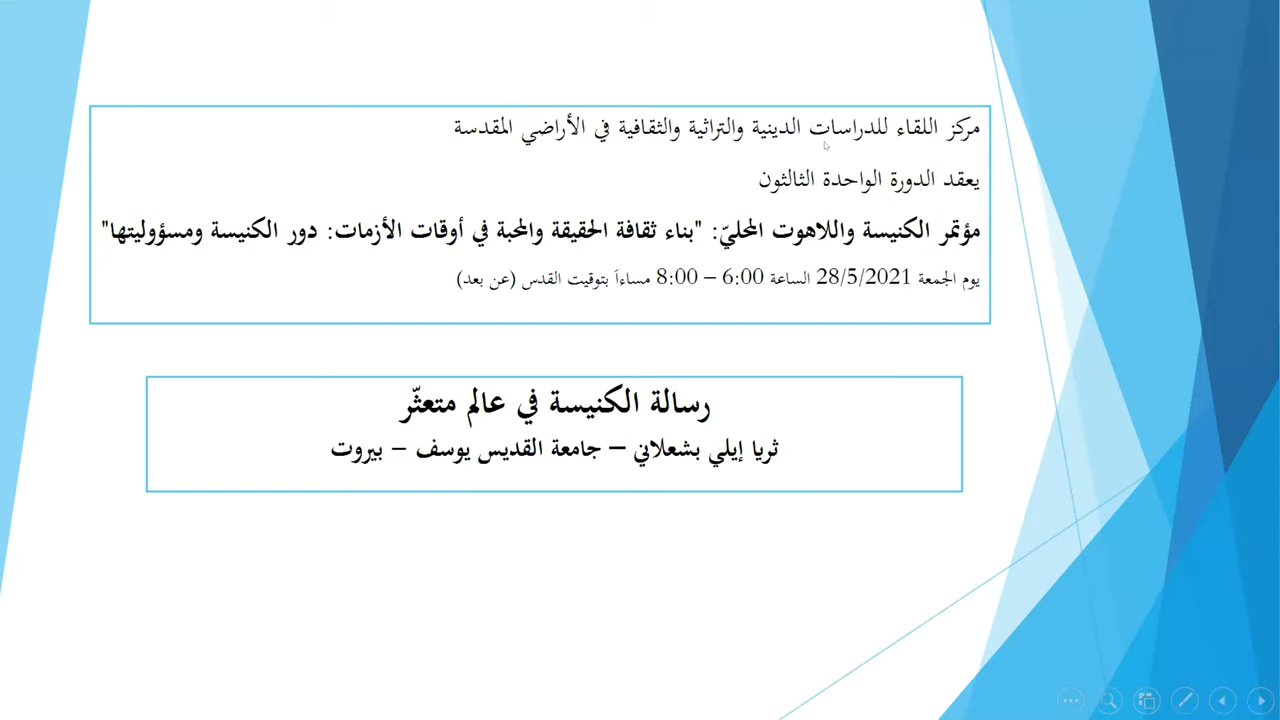 مركز اللقاء للدراسات الدينية والتراثية والثقافية في الأراضي المقدسة
يعقد الدورة الواحدة الثالثون
مؤتمر الكنيسة واللاهوت المحليّ: "بناء ثقافة الحقيقة والمحبة في أوقات الأزمات: دور الكنيسة ومسؤوليتها"
يوم الجمعة 28/5/2021 الساعة 6:00 – 8:00 مساءاَ بتوقيت القدس (عن بعد)
رسالة الكنيسة في عالم متعثّر
ثريا إيلي بشعلاني – جامعة القديس يوسف – بيروت